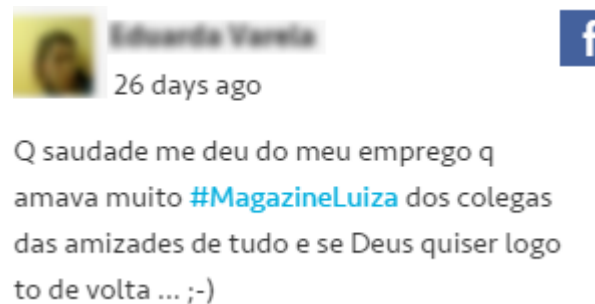 26 days ago
Q saudade me deu do meu emprego q
amava muito #MagazineLuiza dos colegas
das amizades de tudo e se Deus quiser logo
to de volta ... ;-)